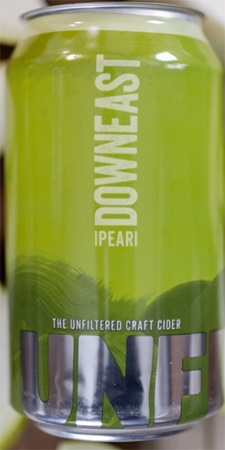 DOWNEAST
|PEAR|
THE UNFILTERED CRAFT CIDER
UNF